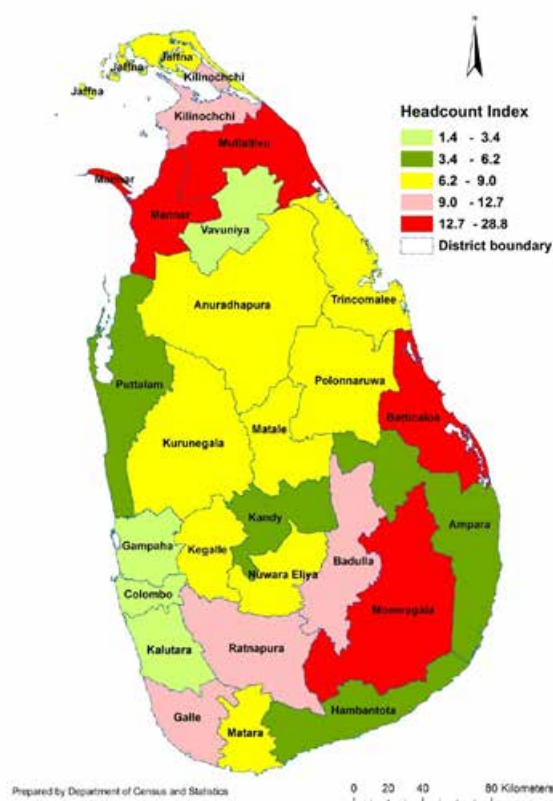 N
Jaffna
Jaffna
Jaffna
Kilinochchi
Kilinochchi
Mullaitivu
Mannar
Mannar
Vavuniya
Headcount Index
1.4 - 3.4
3.4 - 6.2
6.2 - 9.0
9.0 - 12.7
12.7 - 28.8
District boundary
Anuradhapura
Trincomalee
Puttalam
Polonnaruwa
Batticaloa
Kurunegala
Matale
Kandy
Ampara
Gampaha
Kegalle
Badulla
Nuwara Eliya
Colombo
Moneragala
Kalutara
Ratnapura
Hambantota
Galle
Matara
Prepared by Department of Census and Statistics
0 20 40 80 Kilometers